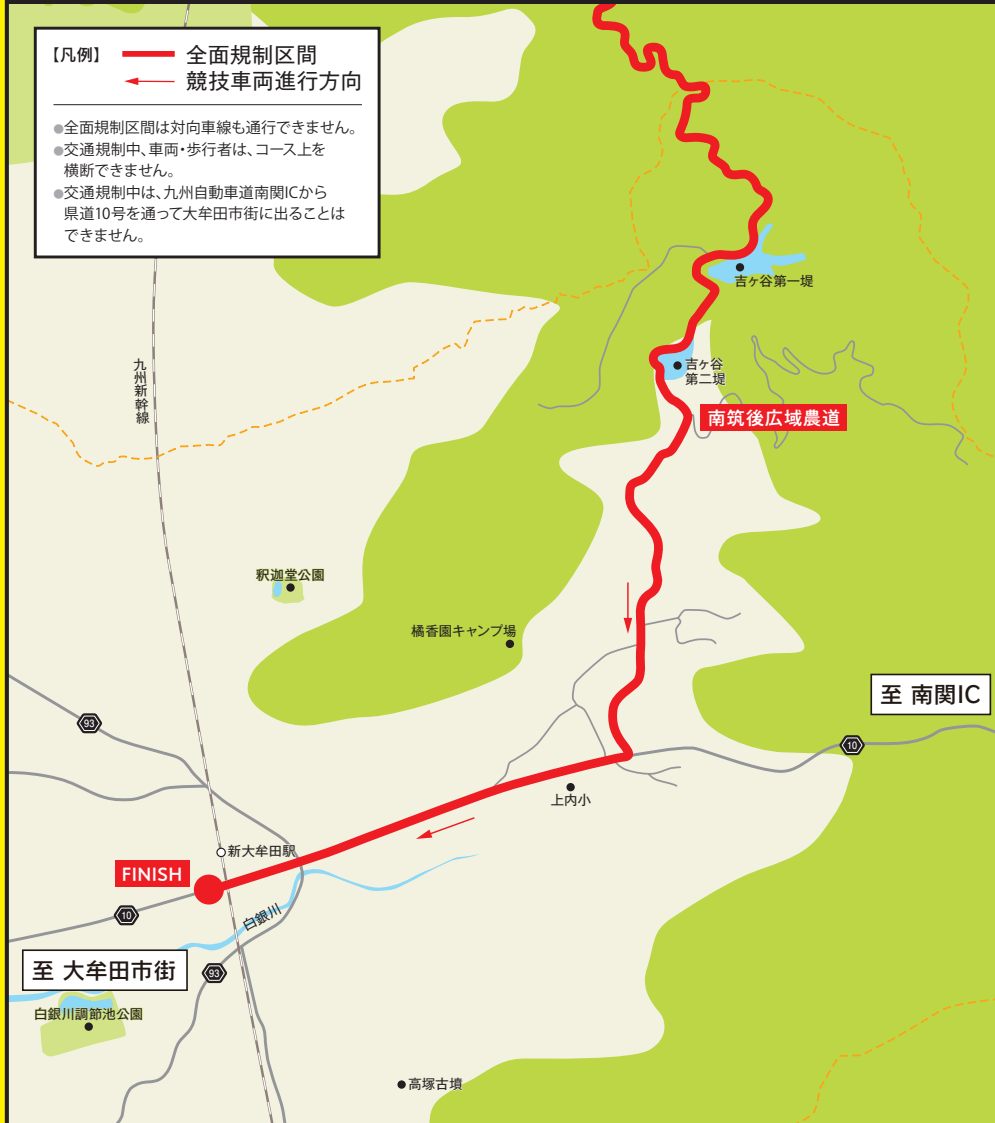 【凡例】
全面規制区間
競技車両進行方向
●全面規制区間は対向車線も通行できません。
●交通規制中、車両・歩行者は、コース上を
横断できません。
●交通規制中は、九州自動車道南関ICから
県道10号を通って大牟田市街に出ることは
できません。
吉ヶ谷第一堤
九州新幹線
吉ヶ谷
第二堤
南筑後広域農道
釈迦堂公園
橘香園キャンプ場
至 南関IC
93
10
上内小
新大牟田駅
FINISH
10
白銀川
至 大牟田市街
93
白銀川調節池公園
高塚古墳